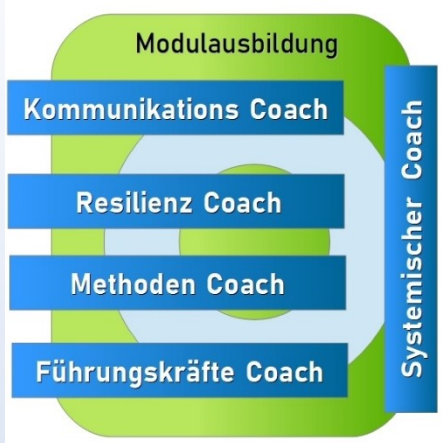 Modulausbildung
Kommunikations Coach
Resilienz Coach
Methoden Coach
Führungskräfte Coach
Systemischer Coach